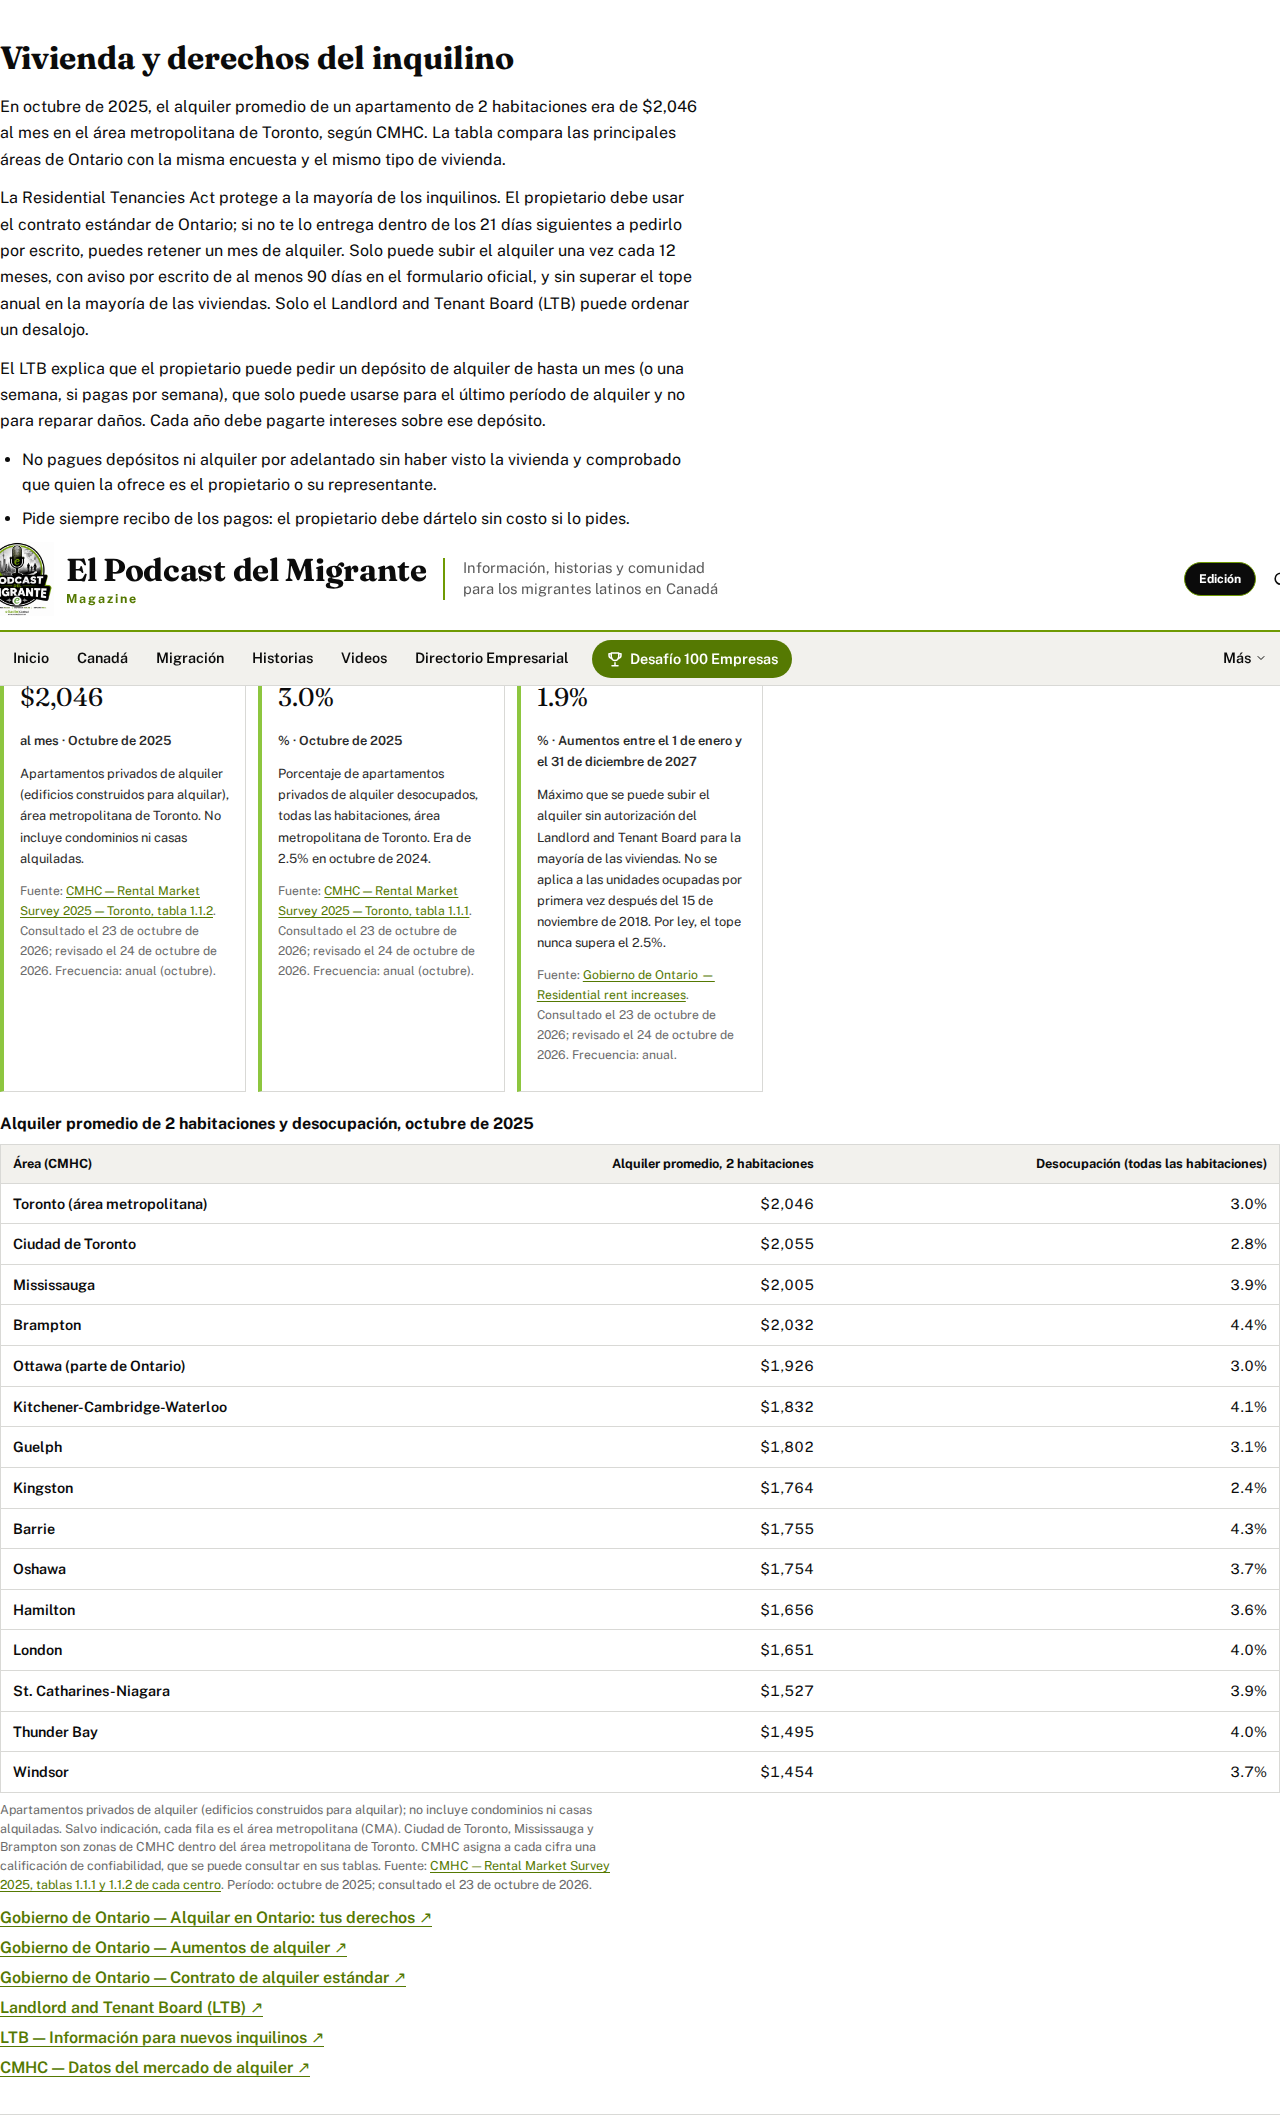 Vivienda y derechos del inquilino
En octubre de 2025, el alquiler promedio de un apartamento de 2 habitaciones era de $2,046
al mes en el área metropolitana de Toronto, según CMHC. La tabla compara las principales
áreas de Ontario con la misma encuesta y el mismo tipo de vivienda.
La Residential Tenancies Act protege a la mayoría de los inquilinos. El propietario debe usar
el contrato estándar de Ontario; si no te lo entrega dentro de los 21 días siguientes a pedirlo
por escrito, puedes retener un mes de alquiler. Solo puede subir el alquiler una vez cada 12
meses, con aviso por escrito de al menos 90 días en el formulario oficial, y sin superar el tope
anual en la mayoría de las viviendas. Solo el Landlord and Tenant Board (LTB) puede ordenar
un desalojo.
El LTB explica que el propietario puede pedir un depósito de alquiler de hasta un mes (o una
semana, si pagas por semana), que solo puede usarse para el último período de alquiler y no
para reparar daños. Cada año debe pagarte intereses sobre ese depósito.
• No pagues depósitos ni alquiler por adelantado sin haber visto la vivienda y comprobado
que quien la ofrece es el propietario o su representante.
• Pide siempre recibo de los pagos: el propietario debe dártelo sin costo si lo pides.
El Podcast del Migrante
Magazine
Información, historias y comunidad
para los migrantes latinos en Canadá
Edición
Inicio Canadá Migración Historias Videos Directorio Empresarial Desafío 100 Empresas Más
$2,046
al mes · Octubre de 2025
Apartamentos privados de alquiler
(edificios construidos para alquilar),
área metropolitana de Toronto. No
incluye condominios ni casas
alquiladas.
Fuente: CMHC — Rental Market
Survey 2025 — Toronto, tabla 1.1.2.
Consultado el 23 de octubre de
2026; revisado el 24 de octubre de
2026. Frecuencia: anual (octubre).
3.0%
% · Octubre de 2025
Porcentaje de apartamentos
privados de alquiler desocupados,
todas las habitaciones, área
metropolitana de Toronto. Era de
2.5% en octubre de 2024.
Fuente: CMHC — Rental Market
Survey 2025 — Toronto, tabla 1.1.1.
Consultado el 23 de octubre de
2026; revisado el 24 de octubre de
2026. Frecuencia: anual (octubre).
1.9%
% · Aumentos entre el 1 de enero y
el 31 de diciembre de 2027
Máximo que se puede subir el
alquiler sin autorización del
Landlord and Tenant Board para la
mayoría de las viviendas. No se
aplica a las unidades ocupadas por
primera vez después del 15 de
noviembre de 2018. Por ley, el tope
nunca supera el 2.5%.
Fuente: Gobierno de Ontario —
Residential rent increases.
Consultado el 23 de octubre de
2026; revisado el 24 de octubre de
2026. Frecuencia: anual.
Alquiler promedio de 2 habitaciones y desocupación, octubre de 2025
Área (CMHC) Alquiler promedio, 2 habitaciones Desocupación (todas las habitaciones)
Toronto (área metropolitana) $2,046 3.0%
Ciudad de Toronto $2,055 2.8%
Mississauga $2,005 3.9%
Brampton $2,032 4.4%
Ottawa (parte de Ontario) $1,926 3.0%
Kitchener-Cambridge-Waterloo $1,832 4.1%
Guelph $1,802 3.1%
Kingston $1,764 2.4%
Barrie $1,755 4.3%
Oshawa $1,754 3.7%
Hamilton $1,656 3.6%
London $1,651 4.0%
St. Catharines-Niagara $1,527 3.9%
Thunder Bay $1,495 4.0%
Windsor $1,454 3.7%
Apartamentos privados de alquiler (edificios construidos para alquilar); no incluye condominios ni casas
alquiladas. Salvo indicación, cada fila es el área metropolitana (CMA). Ciudad de Toronto, Mississauga y
Brampton son zonas de CMHC dentro del área metropolitana de Toronto. CMHC asigna a cada cifra una
calificación de confiabilidad, que se puede consultar en sus tablas. Fuente: CMHC — Rental Market Survey
2025, tablas 1.1.1 y 1.1.2 de cada centro. Período: octubre de 2025; consultado el 23 de octubre de 2026.
Gobierno de Ontario — Alquilar en Ontario: tus derechos ↗
Gobierno de Ontario — Aumentos de alquiler ↗
Gobierno de Ontario — Contrato de alquiler estándar ↗
Landlord and Tenant Board (LTB) ↗
LTB — Información para nuevos inquilinos ↗
CMHC — Datos del mercado de alquiler ↗